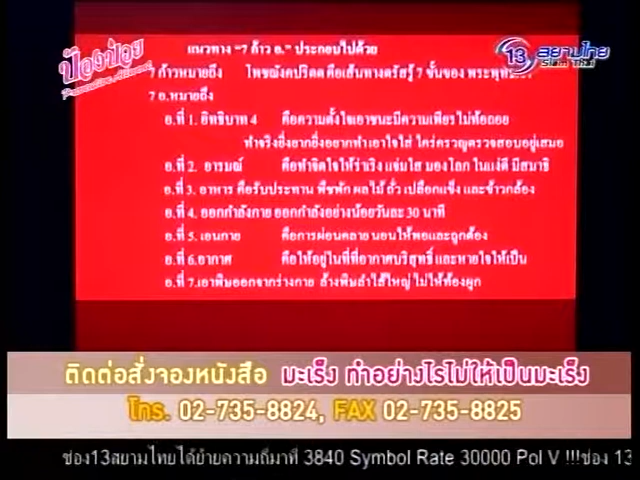 ป้องปอย
แนวทาง "7 ก้าว อ." ประกอบไปด้วย
13 สยามไทย
SIAM THAI
7 ก้าวหมายถึง โพชฌังคปริตต คือเส้นทางตรัสรู้ 7 ขั้นของ
7 อ.หมายถึง
อ.ที่ 1. อิทธิบาท 4 คือความตั้งใจเอาชนะมีความเพียรไม่ท้อถอย
ทำจริงยิ่งยากยิ่งอยากทำเอาใจใส่ ใคร่ครวญตรวจสอบอยู่เสมอ
อ.ที่ 2. อารมณ์ คือทำจิตใจให้ร่าเริง แจ่มใส มองโลก ในแง่ดี มีสมาธิ
อ.ที่ 3. อาหาร คือรับประทาน พืชผัก ผลไม้ ถั่ว เปลือกแข็ง และข้าวกล้อง
อ.ที่ 4. ออกกำลังกาย ออกกำลังอย่างน้อยวันละ 30 นาที
อ.ที่ 5. เอนกาย คือการผ่อนคลาย นอนให้พอและถูกต้อง
อ.ที่ 6.อากาศ คือให้อยู่ในที่ที่อากาศบริสุทธิ์ และหายใจให้เป็น
อ.ที่ 7.เอาพิษออกจากร่างกาย ล้างพิษลำไส้ใหญ่ ไม่ให้ท้องผูก
ติดต่อสั่งจองหนังสือ มะเร็ง ทำอย่างไรไม่ให้เป็นมะเร็ง
โทร. 02-735-8824, FAX 02-735-8825
ช่อง13สยามไทยได้ย้ายความถี่มาที่ 3840 Symbol Rate 30000 Pol V !!!ช่อง 13